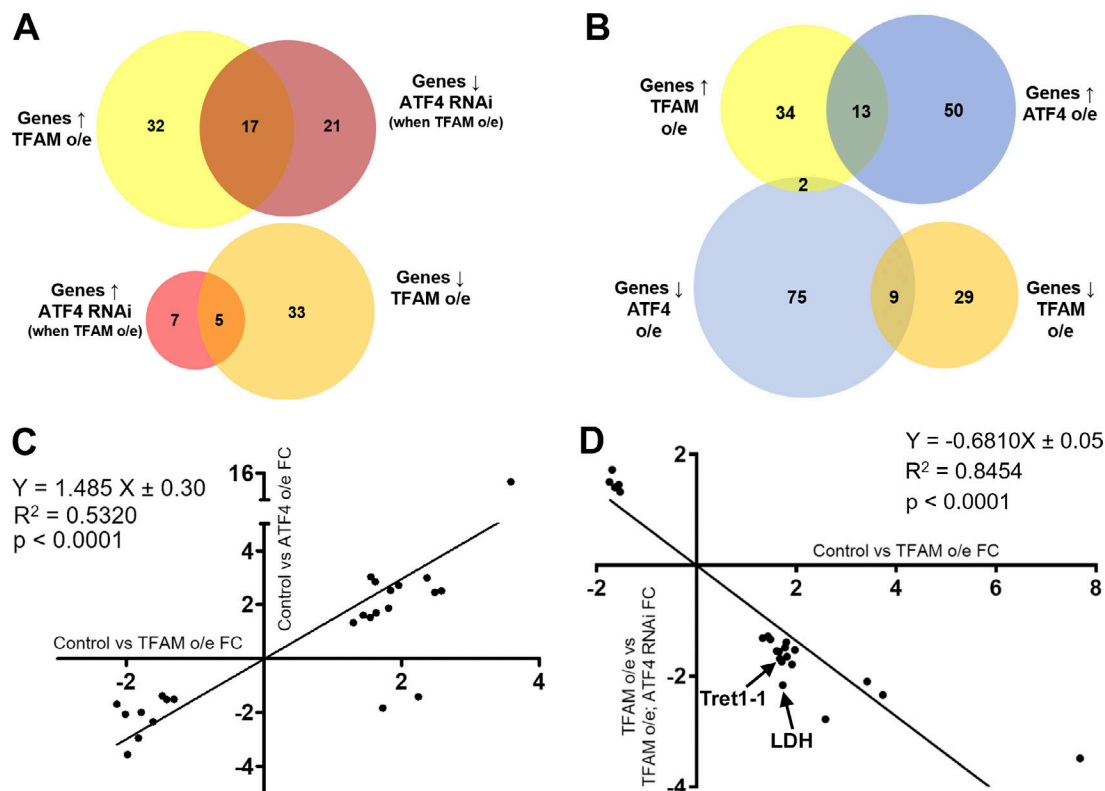 A
Genes ↑
TFAM o/e
32
17
21
Genes ↓
ATF4 RNAi
(when TFAM o/e)
Genes ↑
ATF4 RNAi
(when TFAM o/e)
7
5
33
Genes ↓
TFAM o/e
B
Genes ↑
TFAM
o/e
34
13
50
Genes ↑
ATF4 o/e
2
Genes ↓
ATF4
o/e
75
9
29
Genes ↓
TFAM
o/e
C
Y = 1.485 X ± 0.30
R² = 0.5320
p < 0.0001
Control vs ATF4 o/e FC
Control vs TFAM o/e FC
16
4
2
-2
-4
-2
2
4
D
Y = -0.6810X ± 0.05
R² = 0.8454
p < 0.0001
Control vs TFAM o/e FC
TFAM o/e vs
TFAM o/e; ATF4 RNAi FC
2
-2
-4
-2
2
4
6
8
Tret1-1
LDH